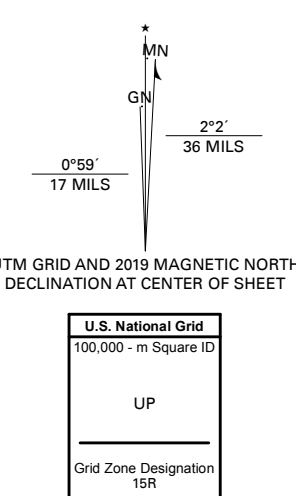 ★
MN
GN
2°2´
36 MILS
0°59´
17 MILS
UTM GRID AND 2019 MAGNETIC NORTH
DECLINATION AT CENTER OF SHEET
U.S. National Grid
100,000 - m Square ID
UP
Grid Zone Designation
15R